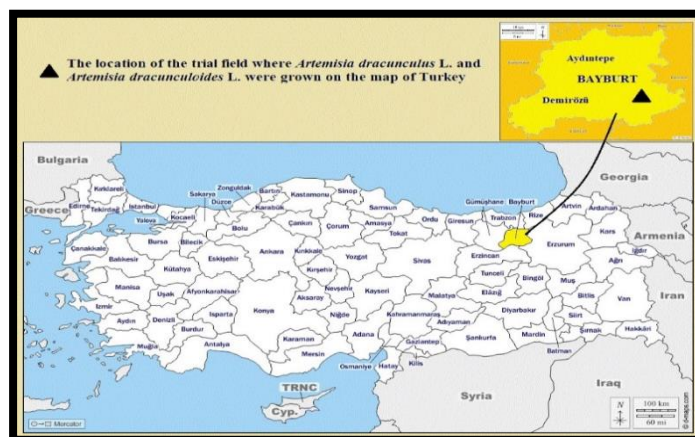 The location of the trial field where Artemisia dracunculus L. and
Artemisia dracunculoides L. were grown on the map of Turkey
Aydıntepe
BAYBURT
Demirözü
Bulgaria
Georgia
Greece
Armenia
Iran
Iraq
Syria
TRNC
Cyp.
Kırklareli
Edirne
Tekirdağ
İstanbul
Yalova
Kocaeli
Sakarya
Düzce
Zonguldak
Bartın
Karabük
Kastamonu
Sinop
Samsun
Ordu
Giresun
Gümüşhane
Bayburt
Trabzon
Rize
Artvin
Ardahan
Kars
Iğdır
Çanakkale
Balıkesir
Bursa
Bilecik
Bolu
Çankırı
Çorum
Amasya
Tokat
Erzincan
Erzurum
Ağrı
Kütahya
Eskişehir
Ankara
Kırıkkale
Yozgat
Sivas
Tunceli
Bingöl
Muş
Manisa
Uşak
Afyonkarahisar
Kırşehir
Nevşehir
Kayseri
Malatya
Elâzığ
Bitlis
Van
İzmir
Aydın
Denizli
Isparta
Burdur
Konya
Aksaray
Niğde
Kahramanmaraş
Adıyaman
Diyarbakır
Batman
Siirt
Şırnak
Hakkâri
Muğla
Antalya
Karaman
Mersin
Adana
Osmaniye
Hatay
Gaziantep
Kilis
Şanlıurfa
Mardin
Mercator
N
100 km
60 mi
© d-maps.com